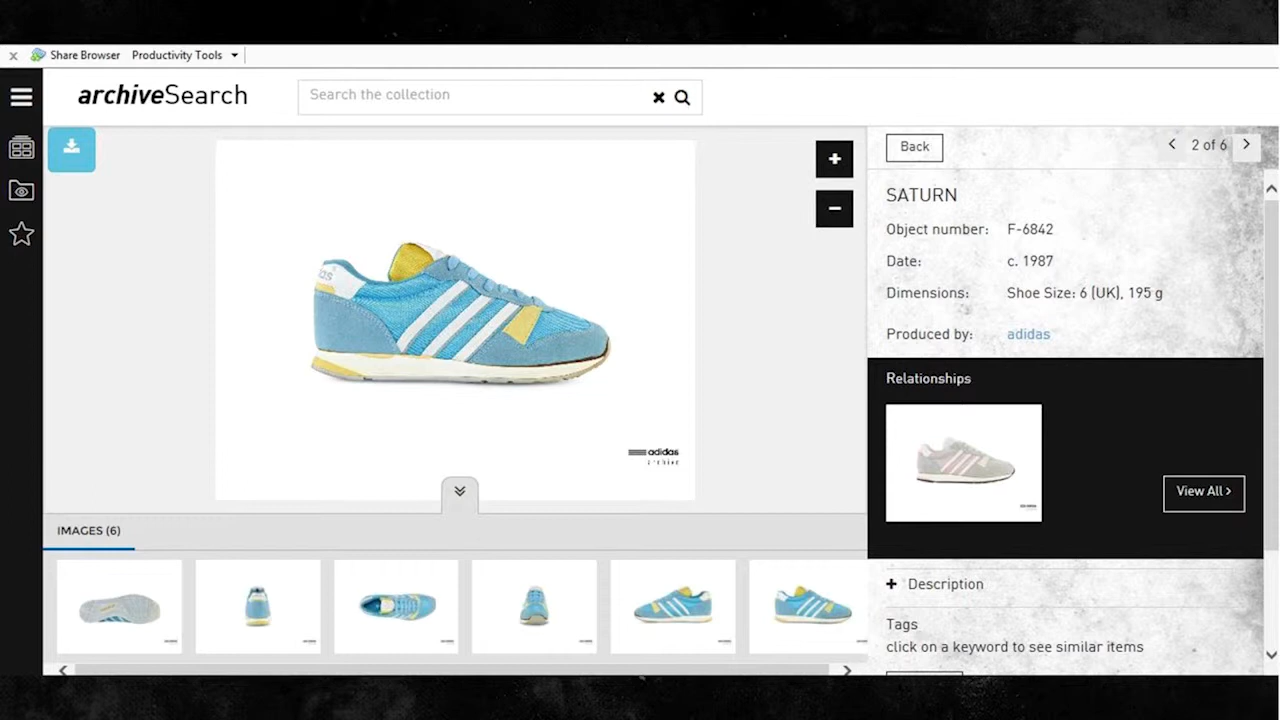 Share Browser Productivity Tools
archiveSearch
Search the collection
Back
2 of 6
SATURN
Object number: F-6842
Date: c. 1987
Dimensions: Shoe Size: 6 (UK), 195 g
Produced by: adidas
Relationships
View All
adidas
archive
IMAGES (6)
+ Description
Tags
click on a keyword to see similar items